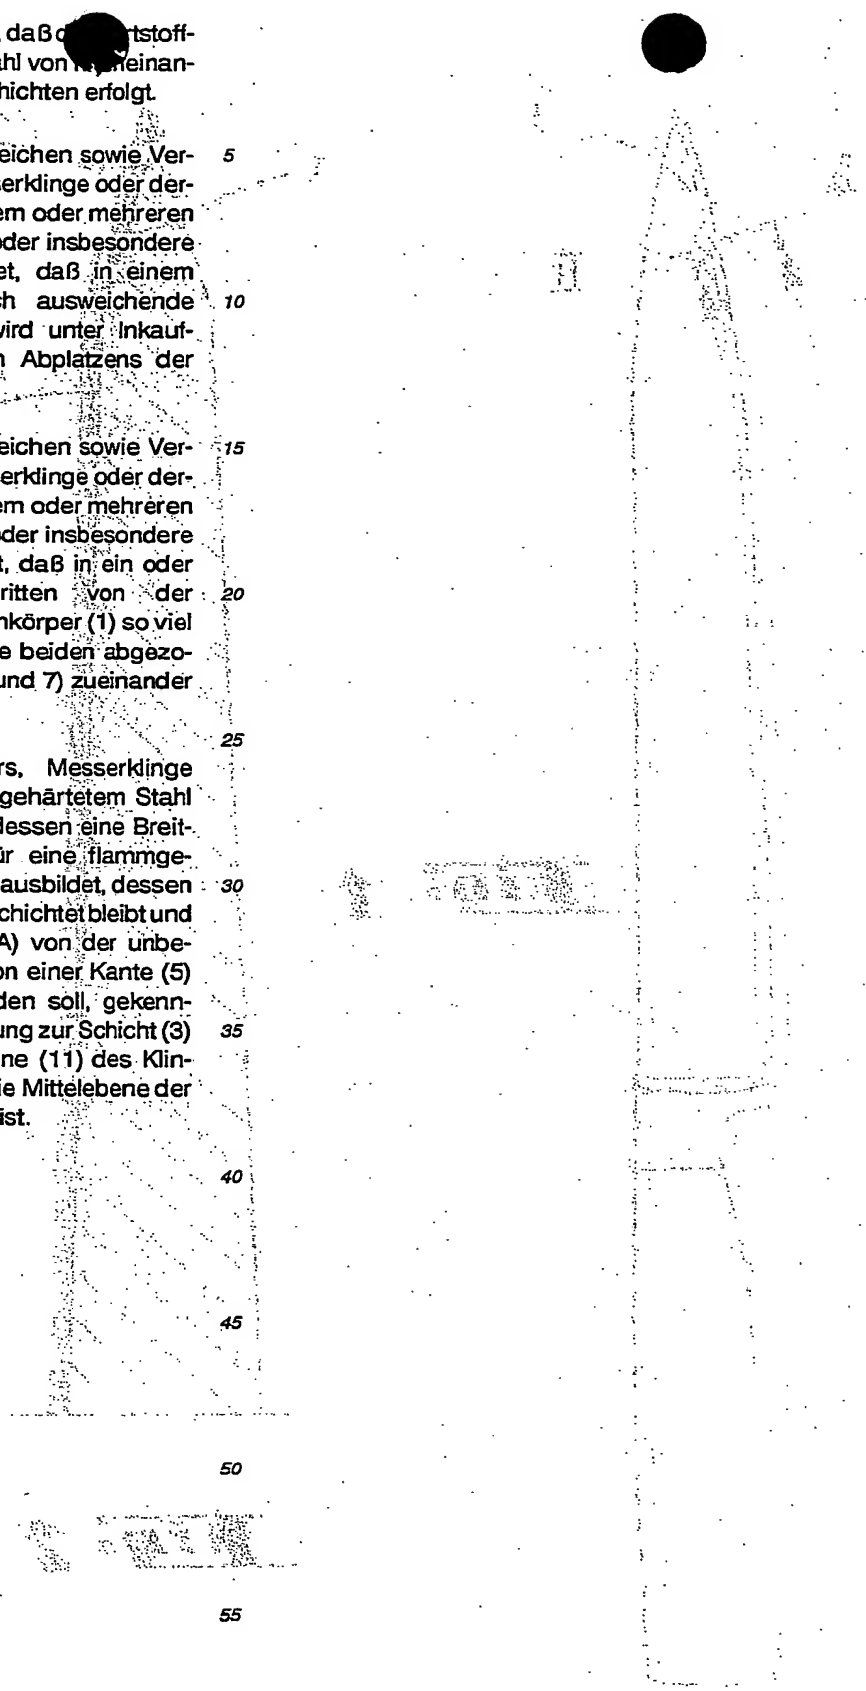 daß rtstoff-
ahl von einan-
hichten erfolgt.
eichen sowie Ver- 5
serklinge oder der-
em oder mehreren
oder insbesondere
et, daß in einem
ch ausweichende 10
wird unter Inkauf-
n Abplatzens der
eichen sowie Ver- 15
serklinge oder der-
em oder mehreren
oder insbesondere
t, daß in ein oder
ritten von der 20
nkörper (1) so viel
e beiden abgezo-
und 7) zueinander
25
rs, Messerklinge
gehärtetem Stahl
dessen eine Breit-
ür eine flammge-
ausbildet, dessen 30
chichtet bleibt und
A) von der unbe-
on einer Kante (5)
den soll, gekenn-
ung zur Schicht (3) 35
ne (11) des Klin-
ie Mittelebene der
ist.
40
45
50
55